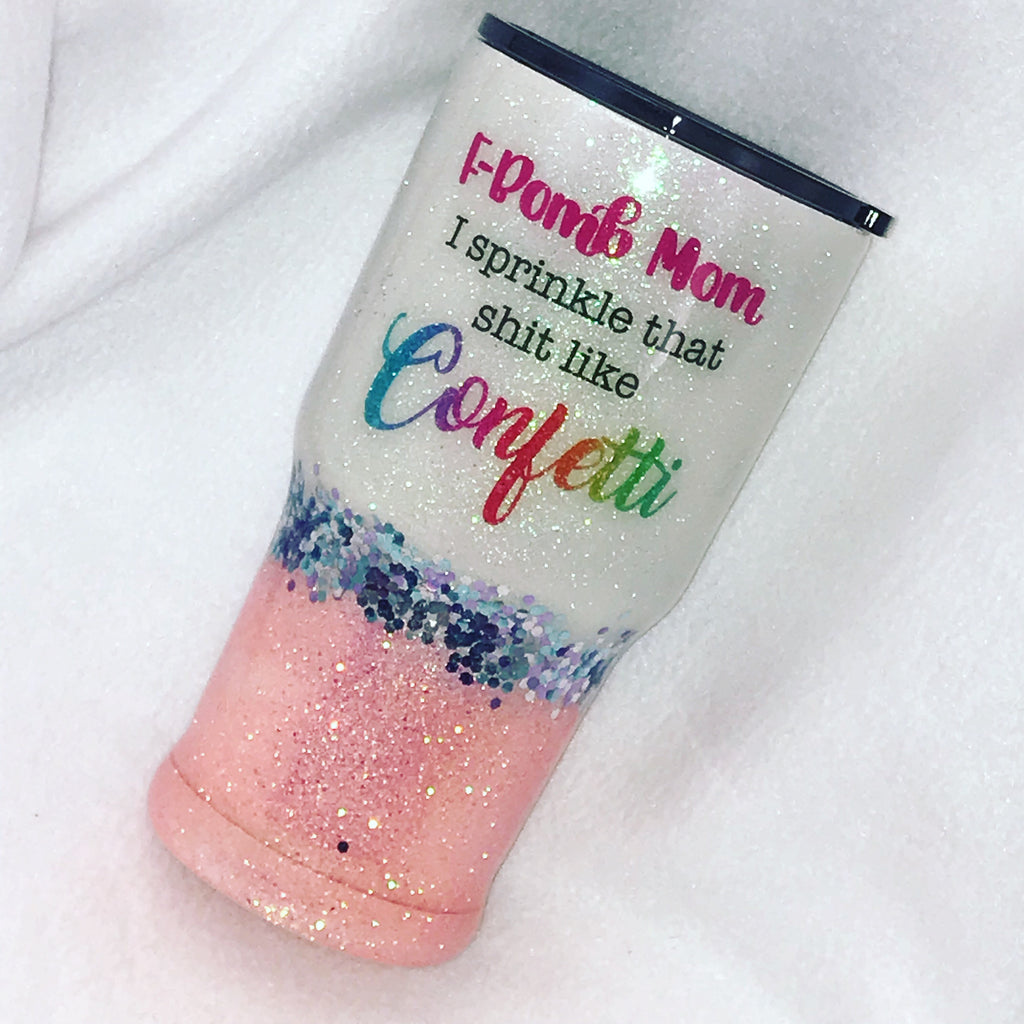 F-Bomb Mom
I sprinkle that
shit like
Confetti